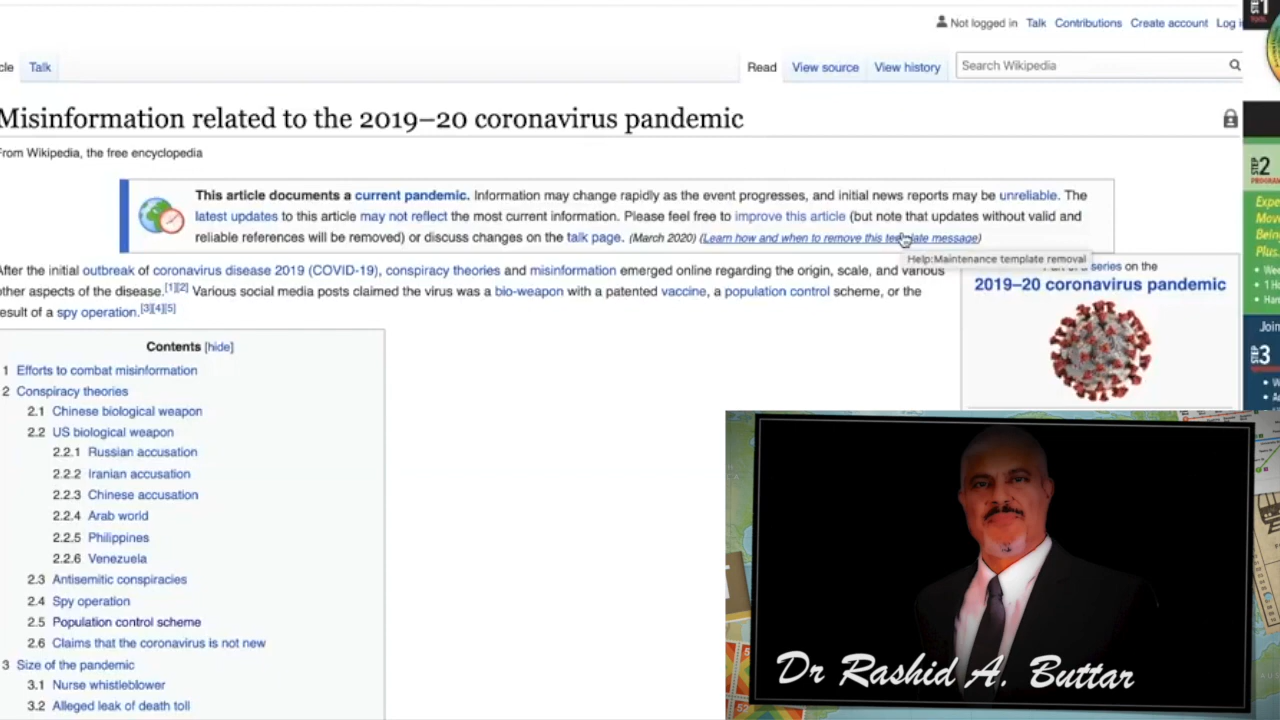 Not logged in Talk Contributions Create account Log
Talk
Read View source View history Search Wikipedia
Misinformation related to the 2019–20 coronavirus pandemic
From Wikipedia, the free encyclopedia
This article documents a current pandemic. Information may change rapidly as the event progresses, and initial news reports may be unreliable. The
latest updates to this article may not reflect the most current information. Please feel free to improve this article (but note that updates without valid and
reliable references will be removed) or discuss changes on the talk page. (March 2020) (Learn how and when to remove this template message)
Help:Maintenance template removal
After the initial outbreak of coronavirus disease 2019 (COVID-19), conspiracy theories and misinformation emerged online regarding the origin, scale, and various
other aspects of the disease.[1][2] Various social media posts claimed the virus was a bio-weapon with a patented vaccine, a population control scheme, or the
result of a spy operation.[3][4][5]
series on the
2019–20 coronavirus pandemic
Contents [hide]
1 Efforts to combat misinformation
2 Conspiracy theories
2.1 Chinese biological weapon
2.2 US biological weapon
2.2.1 Russian accusation
2.2.2 Iranian accusation
2.2.3 Chinese accusation
2.2.4 Arab world
2.2.5 Philippines
2.2.6 Venezuela
2.3 Antisemitic conspiracies
2.4 Spy operation
2.5 Population control scheme
2.6 Claims that the coronavirus is not new
3 Size of the pandemic
3.1 Nurse whistleblower
3.2 Alleged leak of death toll
STEP 1
STEP 2
Plus.
Join
STEP 3
Dr Rashid A. Buttar